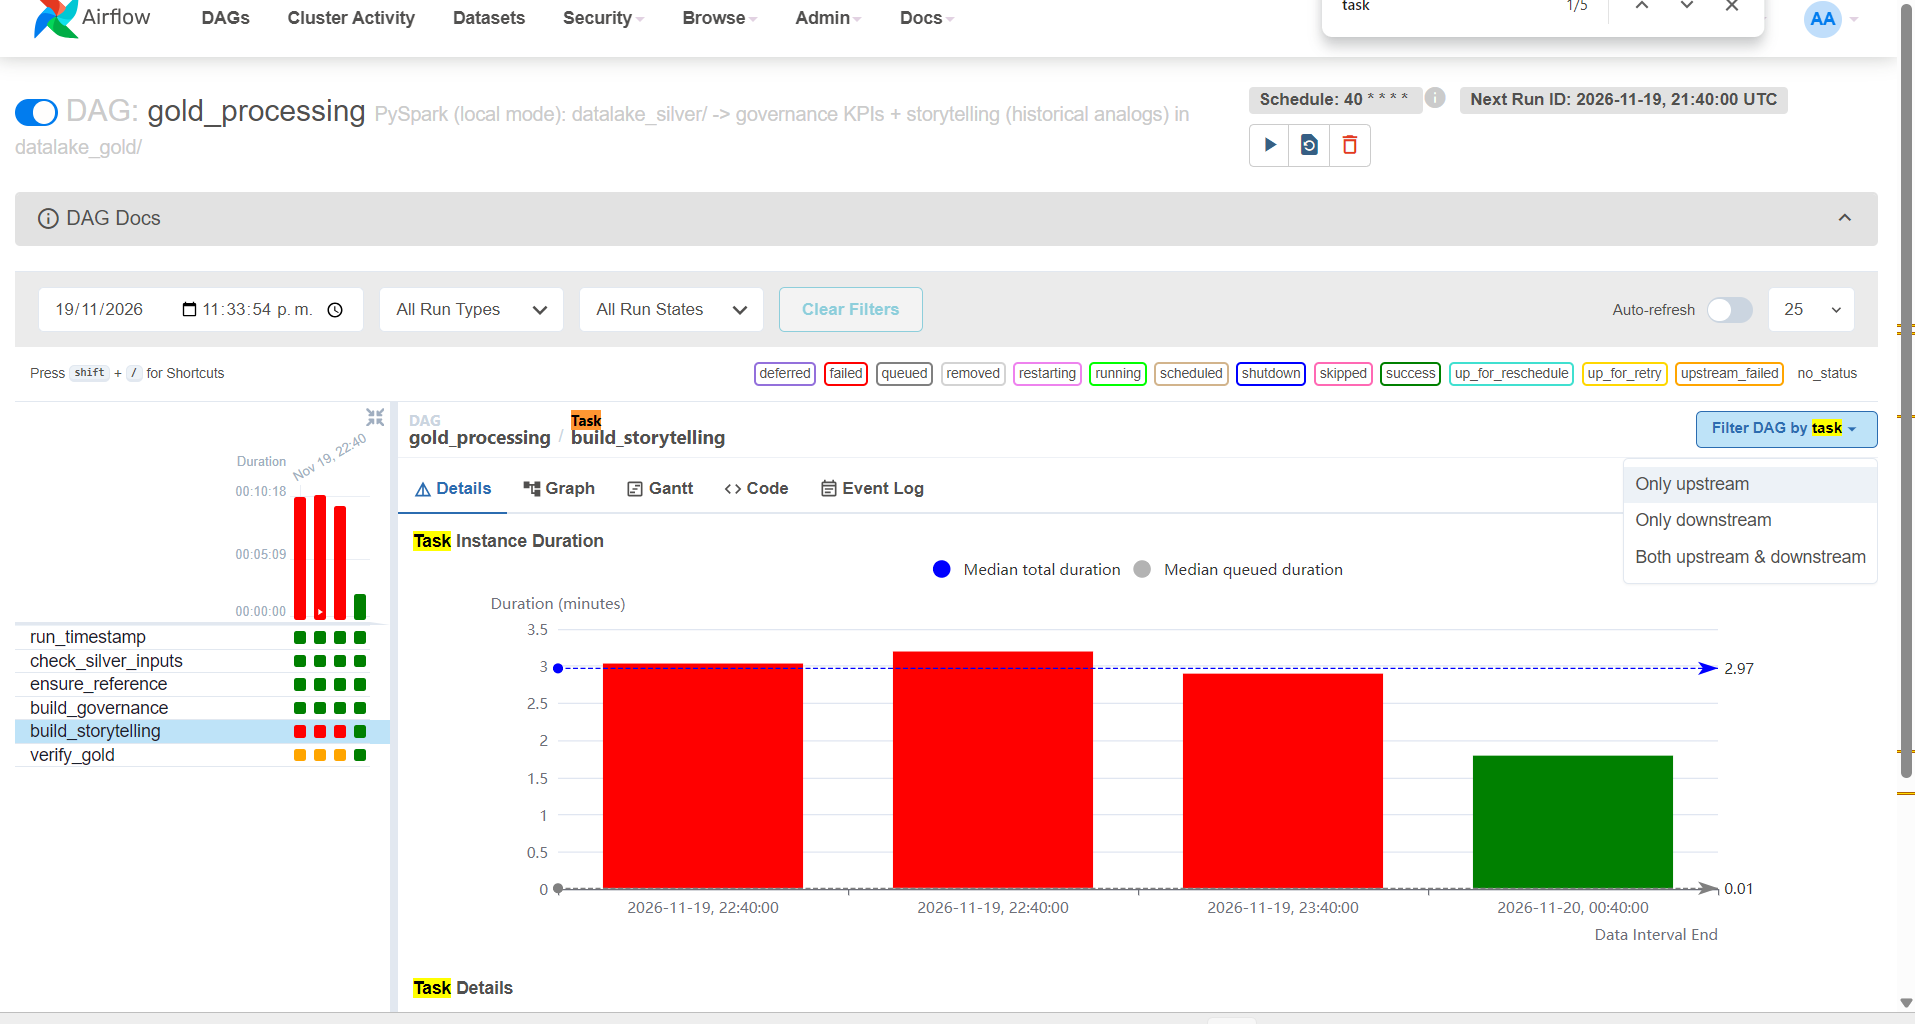 task 1/5
Airflow DAGs Cluster Activity Datasets Security Browse Admin Docs AA
DAG: gold_processing PySpark (local mode): datalake_silver/ -> governance KPIs + storytelling (historical analogs) in
datalake_gold/
Schedule: 40 * * * * Next Run ID: 2026-11-19, 21:40:00 UTC
DAG Docs
19/11/2026 11:33:54 p. m. All Run Types All Run States Clear Filters Auto-refresh 25
Press shift + / for Shortcuts
deferred failed queued removed restarting running scheduled shutdown skipped success up_for_reschedule up_for_retry upstream_failed no_status
Duration
Nov 19, 22:40
00:10:18
00:05:09
00:00:00
run_timestamp
check_silver_inputs
ensure_reference
build_governance
build_storytelling
verify_gold
DAG
gold_processing / 
Task
build_storytelling
Filter DAG by task
Only upstream
Only downstream
Both upstream & downstream
Details Graph Gantt Code Event Log
Task Instance Duration
Median total duration Median queued duration
Duration (minutes)
3.5
3
2.5
2
1.5
1
0.5
0
2.97
0.01
2026-11-19, 22:40:00 2026-11-19, 22:40:00 2026-11-19, 23:40:00 2026-11-20, 00:40:00
Data Interval End
Task Details